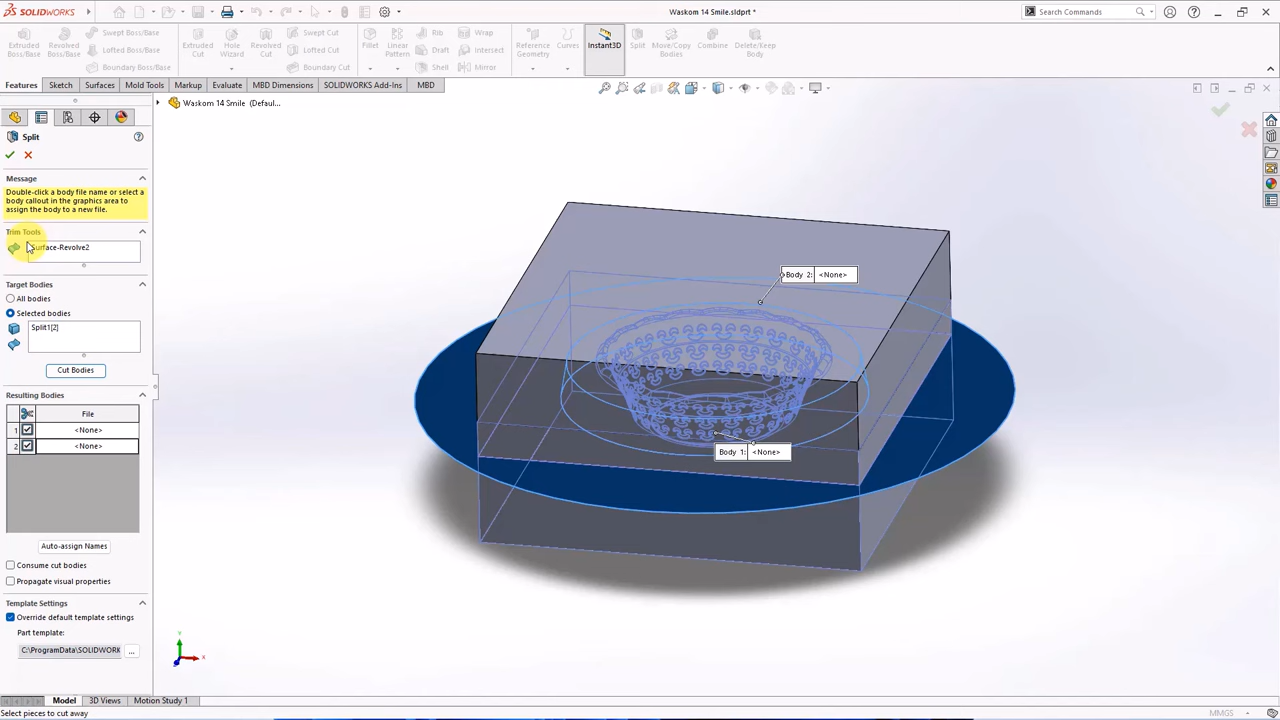 SOLIDWORKS
Waskom 14 Smile.sldprt *
Search Commands
Extruded Boss/Base
Revolved Boss/Base
Swept Boss/Base
Lofted Boss/Base
Boundary Boss/Base
Extruded Cut
Hole Wizard
Revolved Cut
Swept Cut
Lofted Cut
Boundary Cut
Fillet
Linear Pattern
Rib
Draft
Shell
Wrap
Intersect
Mirror
Reference Geometry
Curves
Instant3D
Split
Move/Copy Bodies
Combine
Delete/Keep Body
Features
Sketch
Surfaces
Mold Tools
Markup
Evaluate
MBD Dimensions
SOLIDWORKS Add-Ins
MBD
Waskom 14 Smile (Defaul...
Split
Message
Double-click a body file name or select a
body callout in the graphics area to
assign the body to a new file.
Trim Tools
Surface-Revolve2
Target Bodies
All bodies
Selected bodies
Split1[2]
Cut Bodies
Resulting Bodies
File
1 <None>
2 <None>
Auto-assign Names
Consume cut bodies
Propagate visual properties
Template Settings
Override default template settings
Part template:
C:\ProgramData\SOLIDWORK
...
Body 2: <None>
Body 1: <None>
Y
X
Z
Model
3D Views
Motion Study 1
Select pieces to cut away
MMGS